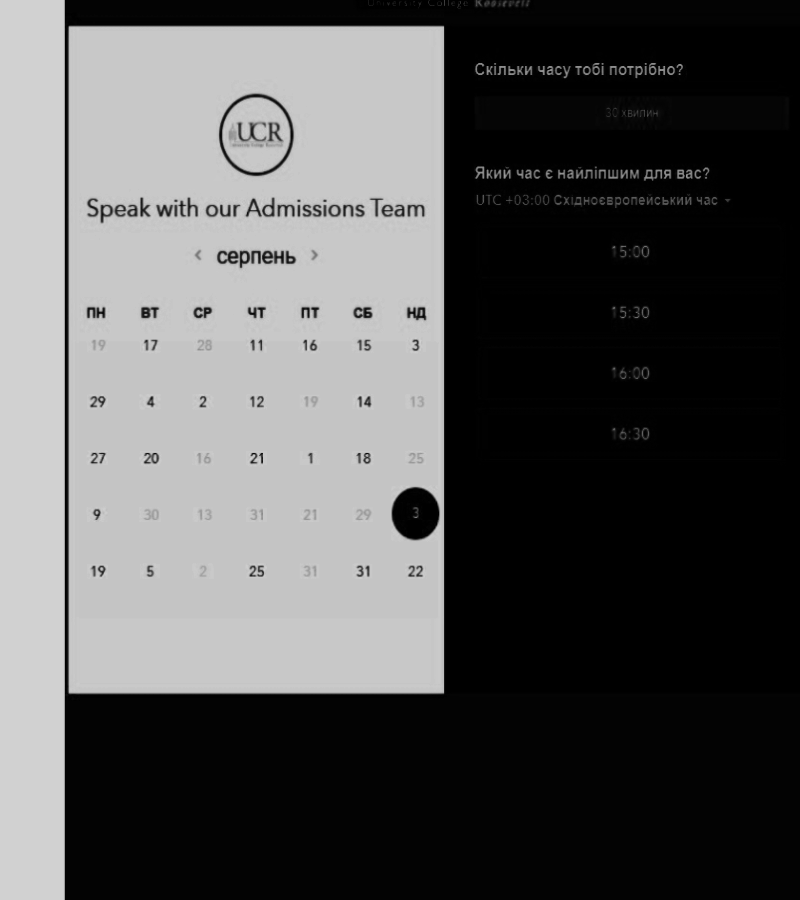 University College Roosevelt
UCR
Speak with our Admissions Team
серпень
ПН ВТ СР ЧТ ПТ СБ НД
19 17 28 11 16 15 3
29 4 2 12 19 14 13
27 20 16 21 1 18 25
9 30 13 31 21 29 3
19 5 2 25 31 31 22
Скільки часу тобі потрібно?
30 хвилин
Який час є найліпшим для вас?
UTC +03:00 Східноєвропейський час
15:00
15:30
16:00
16:30